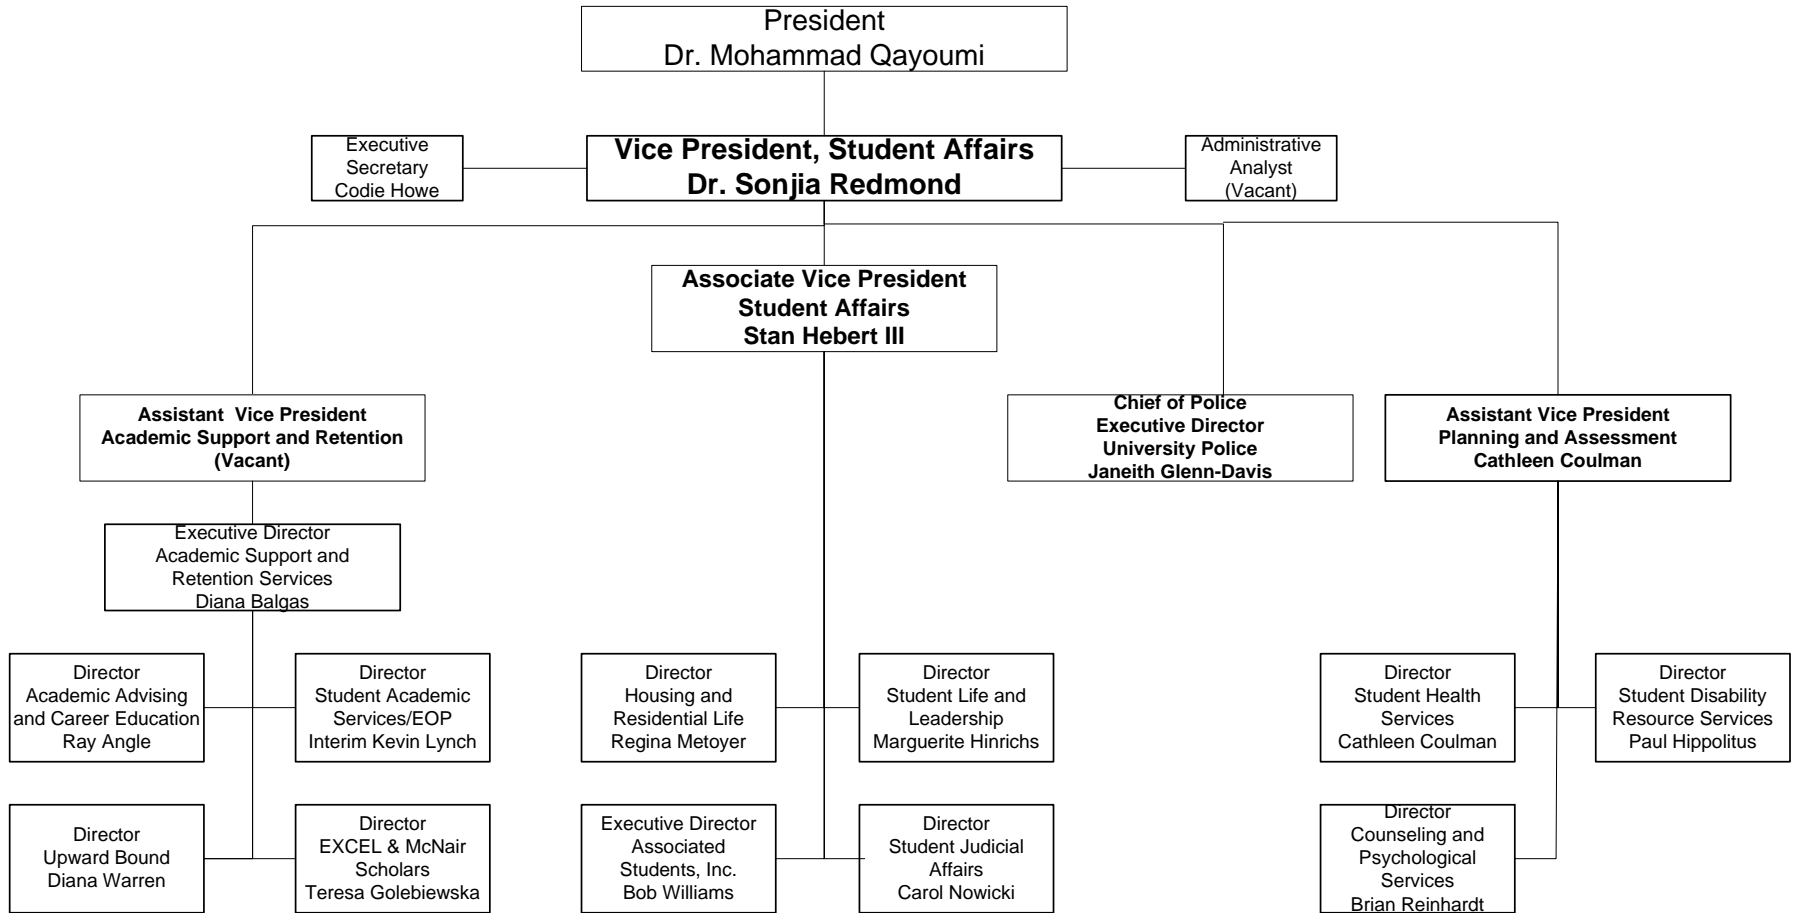 President
Dr. Mohammad Qayoumi
Executive
Secretary
Codie Howe
Vice President, Student Affairs
Dr. Sonjia Redmond
Administrative
Analyst
(Vacant)
Associate Vice President
Student Affairs
Stan Hebert III
Assistant Vice President
Academic Support and Retention
(Vacant)
Chief of Police
Executive Director
University Police
Janeith Glenn-Davis
Assistant Vice President
Planning and Assessment
Cathleen Coulman
Executive Director
Academic Support and
Retention Services
Diana Balgas
Director
Academic Advising
and Career Education
Ray Angle
Director
Student Academic
Services/EOP
Interim Kevin Lynch
Director
Housing and
Residential Life
Regina Metoyer
Director
Student Life and
Leadership
Marguerite Hinrichs
Director
Student Health
Services
Cathleen Coulman
Director
Student Disability
Resource Services
Paul Hippolitus
Director
Upward Bound
Diana Warren
Director
EXCEL & McNair
Scholars
Teresa Golebiewska
Executive Director
Associated
Students, Inc.
Bob Williams
Director
Student Judicial
Affairs
Carol Nowicki
Director
Counseling and
Psychological
Services
Brian Reinhardt